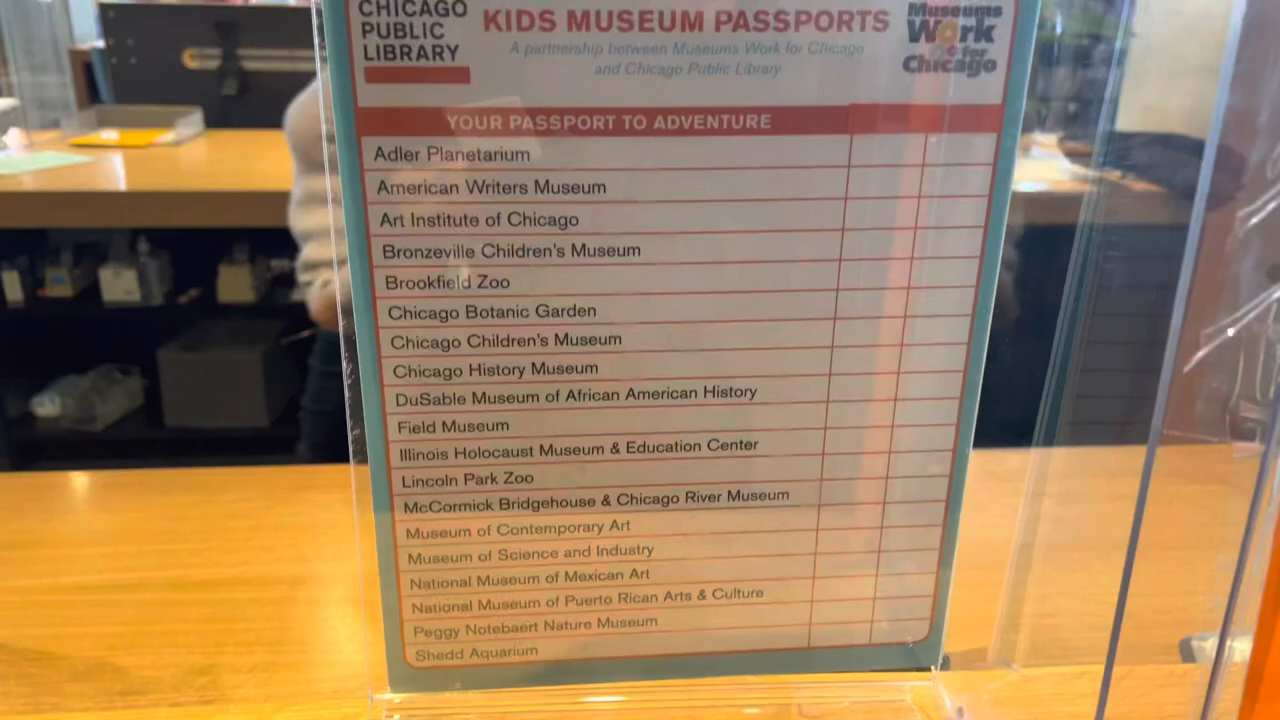 CHICAGO
PUBLIC
LIBRARY
KIDS MUSEUM PASSPORTS
A partnership between Museums Work for Chicago
and Chicago Public Library
Museums
Work
for
Chicago
YOUR PASSPORT TO ADVENTURE
Adler Planetarium
American Writers Museum
Art Institute of Chicago
Bronzeville Children's Museum
Brookfield Zoo
Chicago Botanic Garden
Chicago Children's Museum
Chicago History Museum
DuSable Museum of African American History
Field Museum
Illinois Holocaust Museum & Education Center
Lincoln Park Zoo
McCormick Bridgehouse & Chicago River Museum
Museum of Contemporary Art
Museum of Science and Industry
National Museum of Mexican Art
National Museum of Puerto Rican Arts & Culture
Peggy Notebaert Nature Museum
Shedd Aquarium